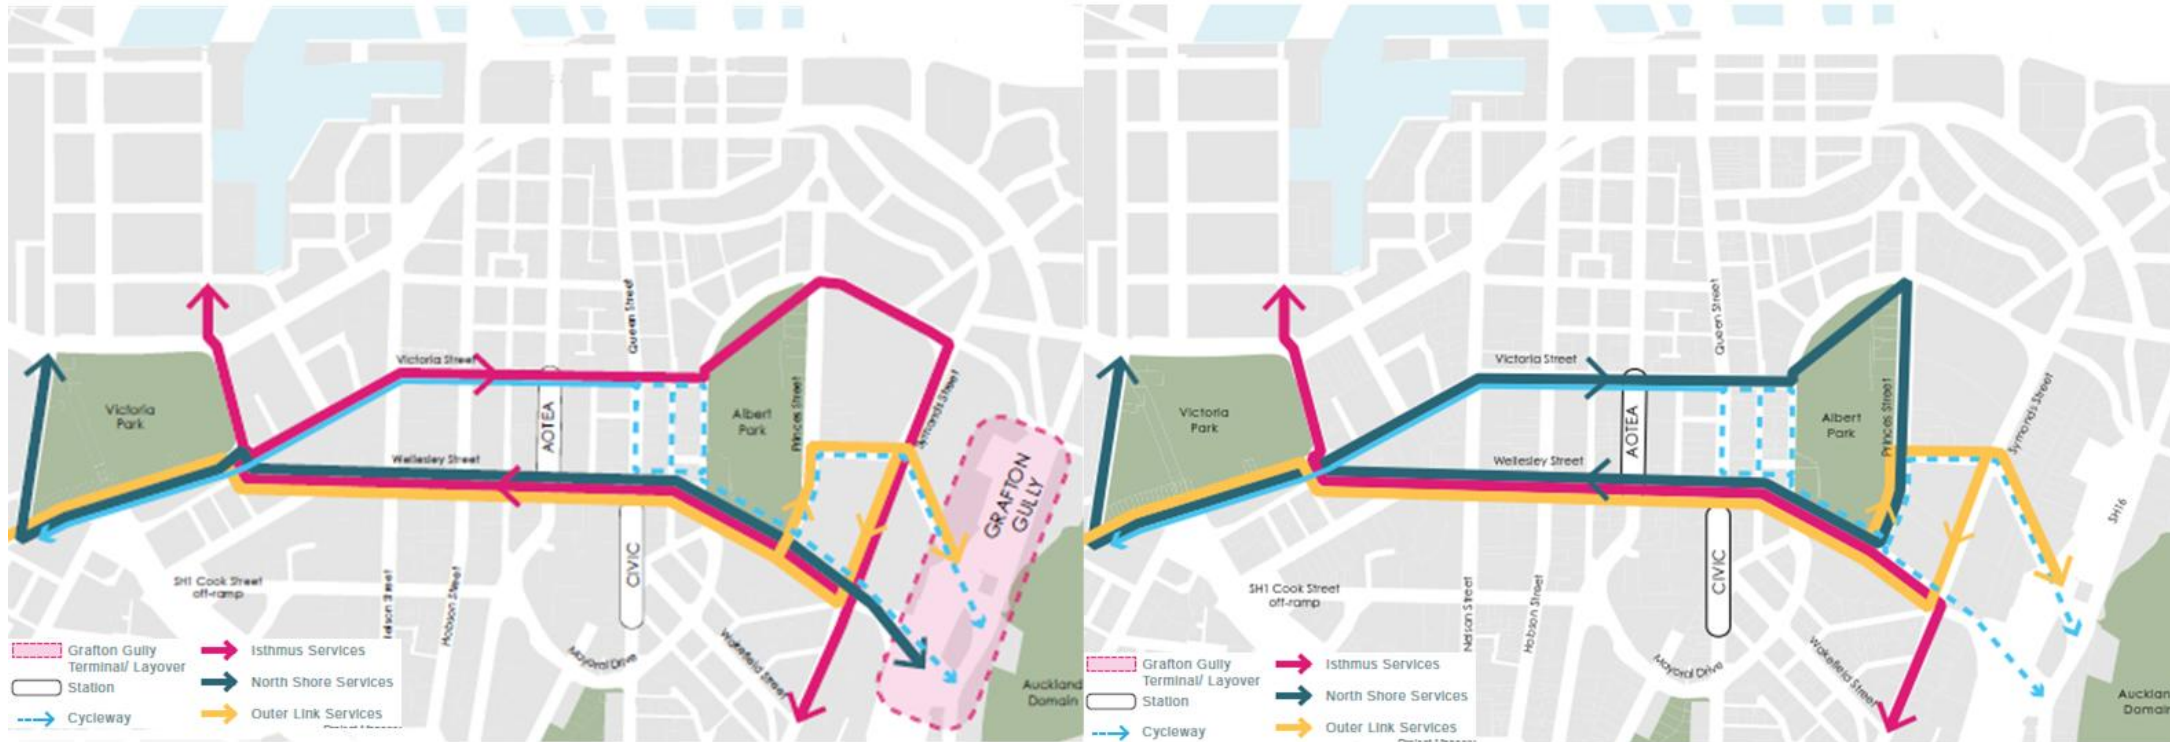 Queen Street
Victoria Street
Victoria
Park
AOTEA
Albert
Park
Princes Street
Symonds Street
Wellesley Street
GRAFTON
GULLY
CIVIC
SH1 Cook Street
off-ramp
Hobson Street
Mayoral Drive
Wakefield Street
Auckland
Domain
Grafton Gully
Terminal/ Layover
Station
Cycleway
Isthmus Services
North Shore Services
Outer Link Services
Queen Street
Victoria Street
Victoria
Park
AOTEA
Albert
Park
Princes Street
Symonds Street
Wellesley Street
SH16
CIVIC
SH1 Cook Street
off-ramp
Nelson Street
Hobson Street
Mayoral Drive
Wakefield Street
Grafton Gully
Terminal/ Layover
Station
Cycleway
Isthmus Services
North Shore Services
Outer Link Services